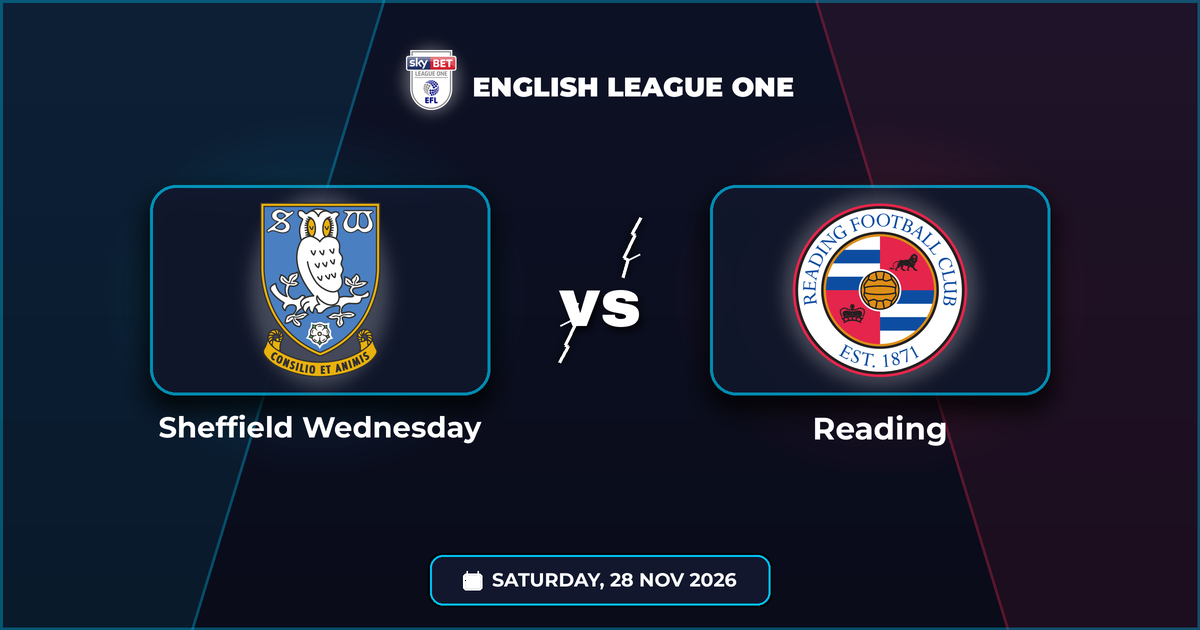 sky BET
LEAGUE ONE
EFL
ENGLISH LEAGUE ONE
S W
CONSILIO ET ANIMIS
vs
READING FOOTBALL CLUB
EST. 1871
Sheffield Wednesday
Reading
SATURDAY, 28 NOV 2026